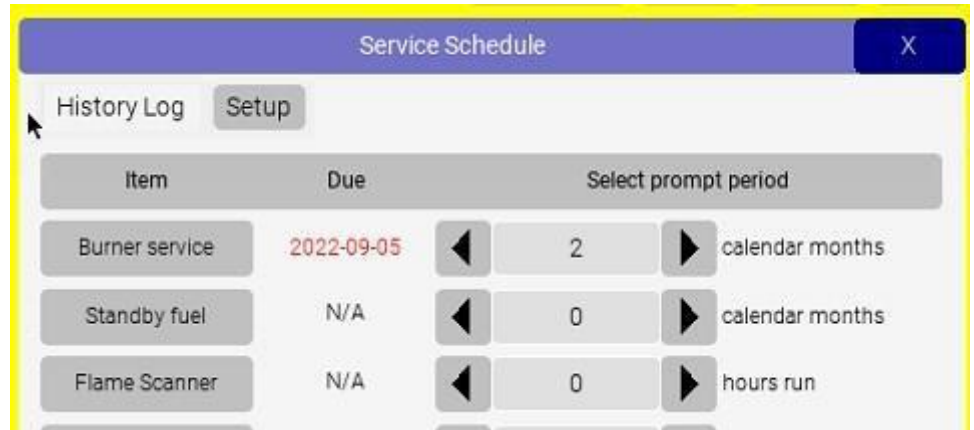 Service Schedule X
History Log Setup
Item Due Select prompt period
Burner service 2022-09-05 2 calendar months
Standby fuel N/A 0 calendar months
Flame Scanner N/A 0 hours run